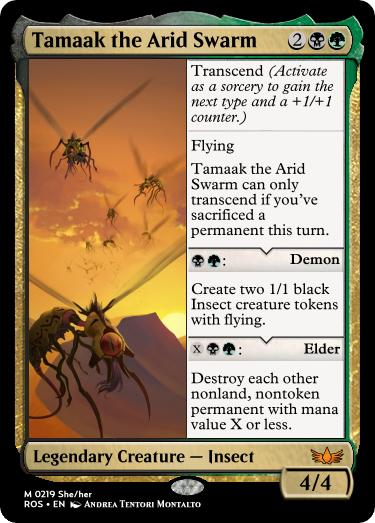 Tamaak the Arid Swarm 2
Transcend (Activate
as a sorcery to gain
the next type and a +1/+1
counter.)
Flying
Tamaak the Arid
Swarm can only
transcend if you've
sacrificed a
permanent this turn.
: Demon
Create two 1/1 black
Insect creature tokens
with flying.
X : Elder
Destroy each other
nonland, nontoken
permanent with mana
value X or less.
Legendary Creature — Insect
4/4
M 0219 She/her
ROS • EN Andrea Tentori Montalto